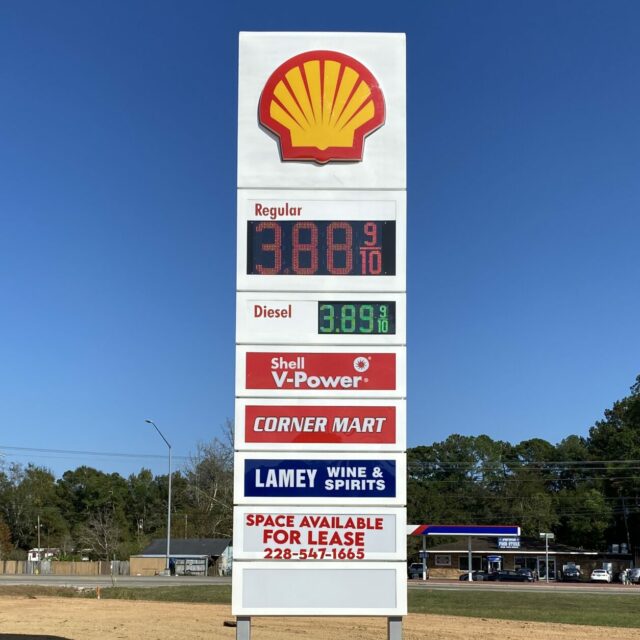 Regular
3.88 9/10
Diesel
3.89 9/10
Shell
V-Power
CORNER MART
LAMEY WINE &
SPIRITS
SPACE AVAILABLE
FOR LEASE
228-547-1665